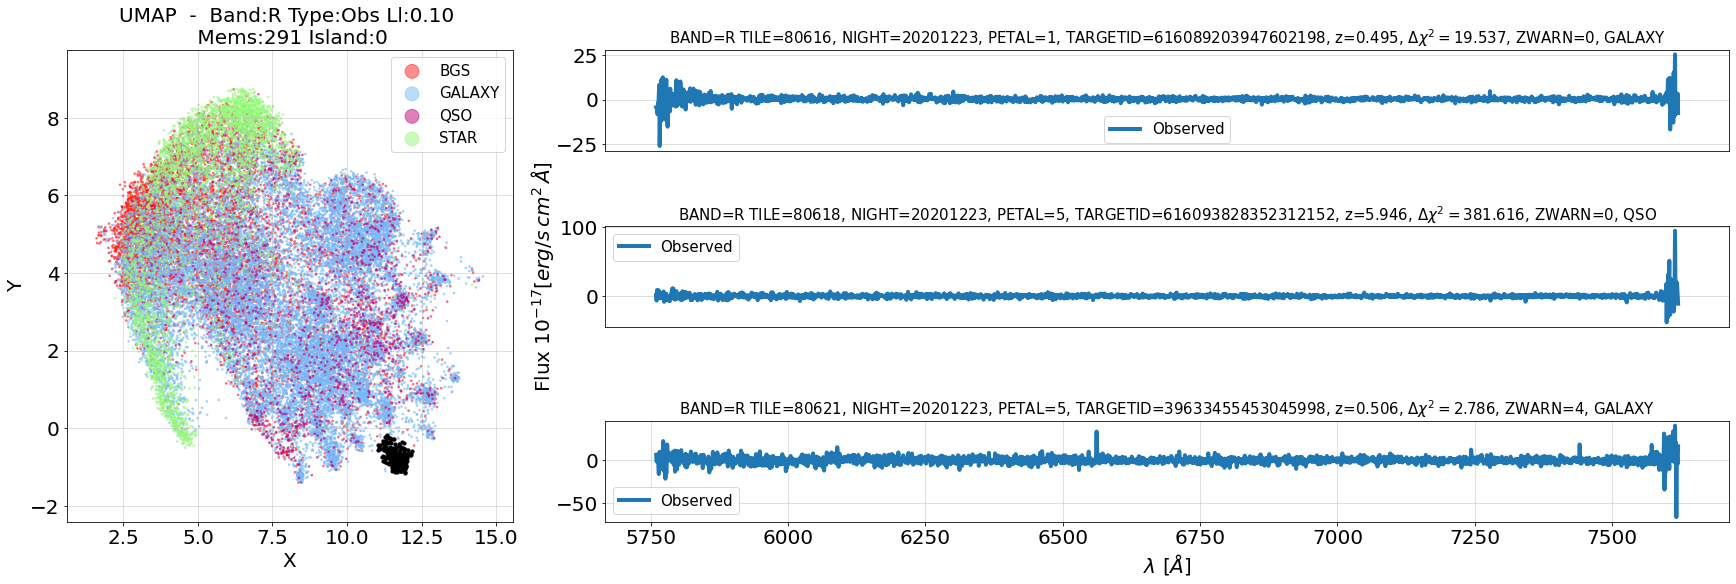 UMAP - Band:R Type:Obs Ll:0.10
Mems:291 Island:0
BGS
GALAXY
QSO
STAR
8
6
4
2
0
−2
Y
2.5 5.0 7.5 10.0 12.5 15.0
X
BAND=R TILE=80616, NIGHT=20201223, PETAL=1, TARGETID=616089203947602198, z=0.495, Δχ² = 19.537, ZWARN=0, GALAXY
25
0
−25
Observed
Flux 10⁻¹⁷[erg/s cm² Å]
BAND=R TILE=80618, NIGHT=20201223, PETAL=5, TARGETID=616093828352312152, z=5.946, Δχ² = 381.616, ZWARN=0, QSO
100
0
Observed
BAND=R TILE=80621, NIGHT=20201223, PETAL=5, TARGETID=39633455453045998, z=0.506, Δχ² = 2.786, ZWARN=4, GALAXY
0
−50
Observed
5750 6000 6250 6500 6750 7000 7250 7500
λ [Å]